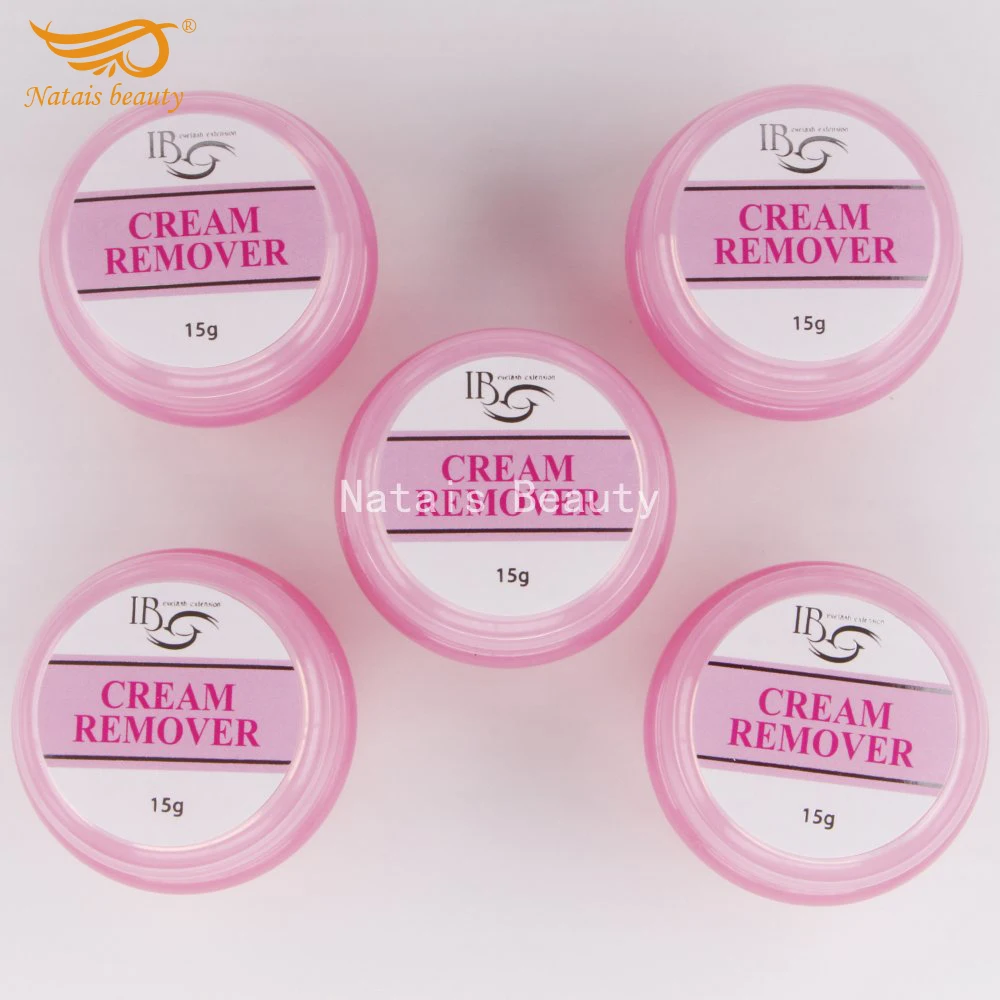 ®
Natais beauty
IB eyelash extension
CREAM
REMOVER
15g
IB eyelash extension
CREAM
REMOVER
15g
IB eyelash extension
CREAM
REMOVER
Natais Beauty
15g
IB eyelash extension
CREAM
REMOVER
15g
IB eyelash extension
CREAM
REMOVER
15g